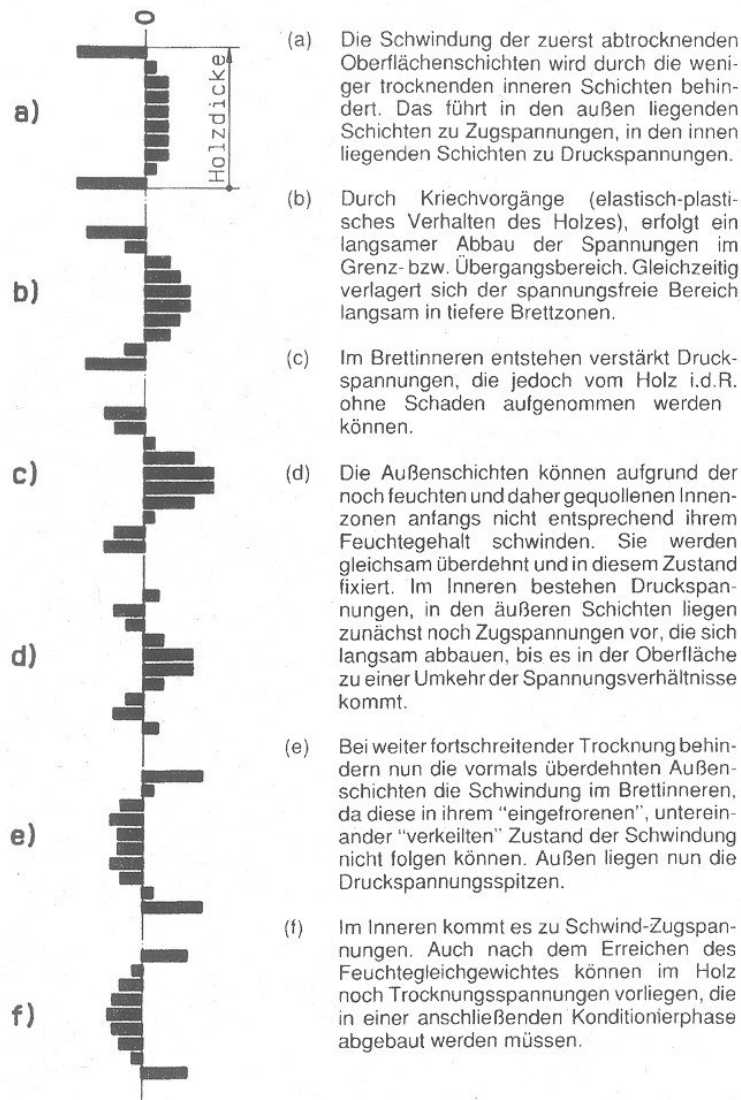 0
Holzdicke
a)
(a) Die Schwindung der zuerst abtrocknenden
Oberflächenschichten wird durch die weni-
ger trocknenden inneren Schichten behin-
dert. Das führt in den außen liegenden
Schichten zu Zugspannungen, in den innen
liegenden Schichten zu Druckspannungen.
b)
(b) Durch Kriechvorgänge (elastisch-plasti-
sches Verhalten des Holzes), erfolgt ein
langsamer Abbau der Spannungen im
Grenz- bzw. Übergangsbereich. Gleichzeitig
verlagert sich der spannungsfreie Bereich
langsam in tiefere Brettzonen.
c)
(c) Im Brettinneren entstehen verstärkt Druck-
spannungen, die jedoch vom Holz i.d.R.
ohne Schaden aufgenommen werden
können.
d)
(d) Die Außenschichten können aufgrund der
noch feuchten und daher gequollenen Innen-
zonen anfangs nicht entsprechend ihrem
Feuchtegehalt schwinden. Sie werden
gleichsam überdehnt und in diesem Zustand
fixiert. Im Inneren bestehen Druckspan-
nungen, in den äußeren Schichten liegen
zunächst noch Zugspannungen vor, die sich
langsam abbauen, bis es in der Oberfläche
zu einer Umkehr der Spannungsverhältnisse
kommt.
e)
(e) Bei weiter fortschreitender Trocknung behin-
dern nun die vormals überdehnten Außen-
schichten die Schwindung im Brettinneren,
da diese in ihrem "eingefrorenen", unterein-
ander "verkeilten" Zustand der Schwindung
nicht folgen können. Außen liegen nun die
Druckspannungsspitzen.
f)
(f) Im Inneren kommt es zu Schwind-Zugspan-
nungen. Auch nach dem Erreichen des
Feuchtegleichgewichtes können im Holz
noch Trocknungsspannungen vorliegen, die
in einer anschließenden Konditionierphase
abgebaut werden müssen.